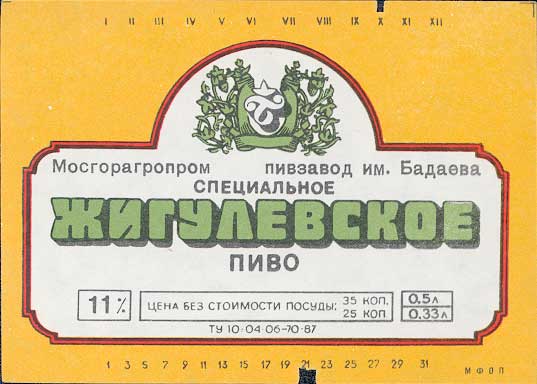 I II III IV V VI VII VIII IX X XI XII
Мосгорагропром пивзавод им. Бадаева
СПЕЦИАЛЬНОЕ
ЖИГУЛЕВСКОЕ
ПИВО
11% ЦЕНА БЕЗ СТОИМОСТИ ПОСУДЫ: 35 КОП. 0.5л
25 КОП. 0.33л
ТУ 10·04 06-70-87
1 3 5 7 9 11 13 15 17 19 21 23 25 27 29 31
МФОП